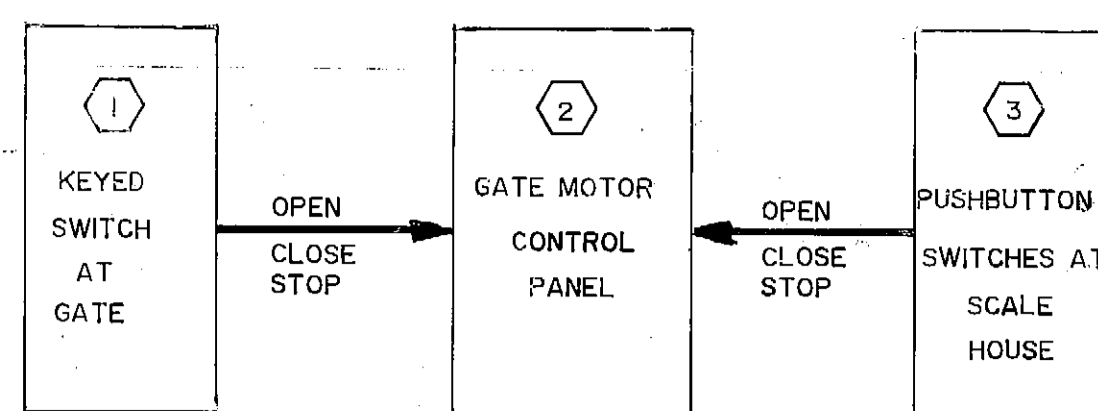 1
KEYED
SWITCH
AT
GATE
OPEN
CLOSE
STOP
2
GATE MOTOR
CONTROL
PANEL
OPEN
CLOSE
STOP
3
PUSHBUTTON
SWITCHES AT
SCALE
HOUSE